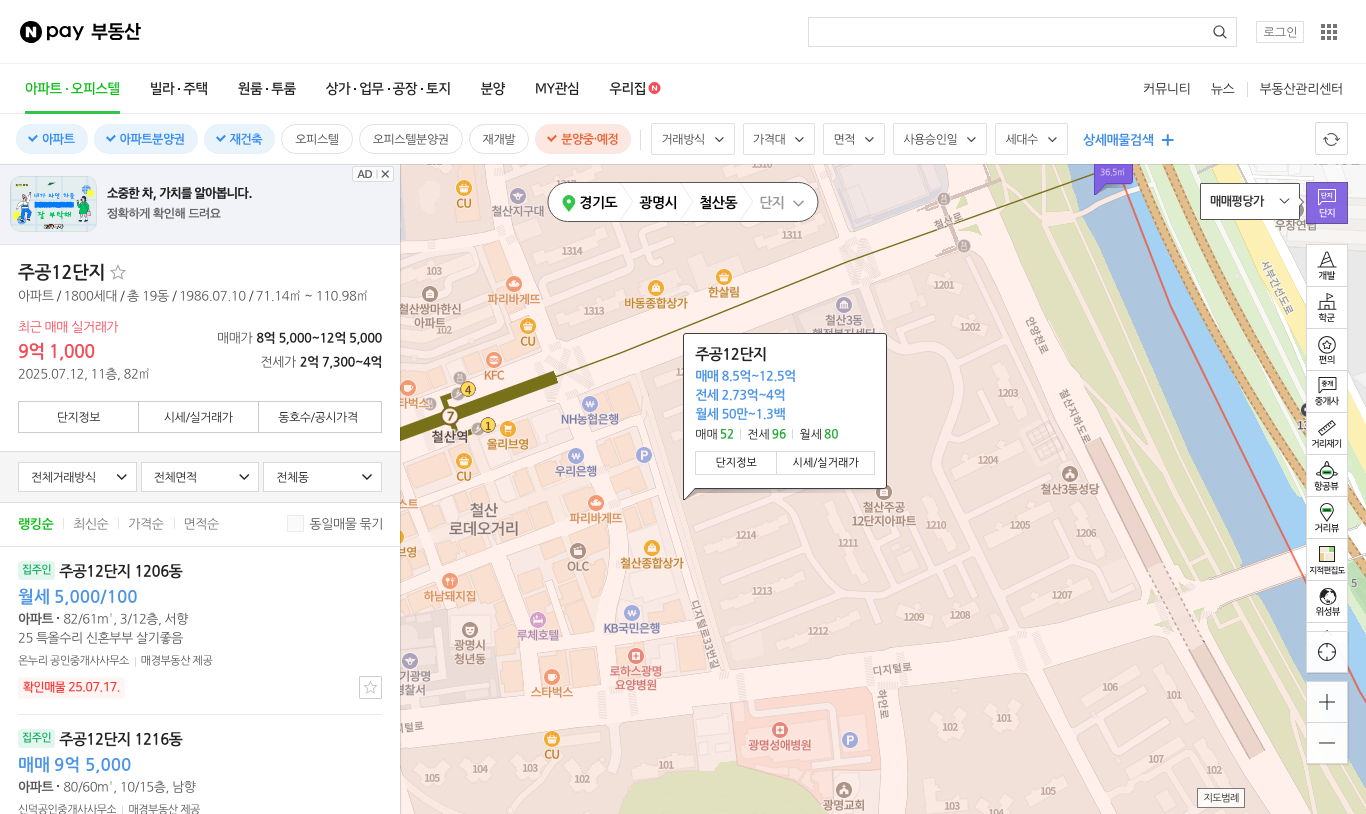 N pay 부동산
로그인
아파트 · 오피스텔
빌라 · 주택
원룸 · 투룸
상가 · 업무 · 공장 · 토지
분양
MY관심
우리집 N
커뮤니티
뉴스
부동산관리센터
아파트
아파트분양권
재건축
오피스텔
오피스텔분양권
재개발
분양중·예정
거래방식
가격대
면적
사용승인일
세대수
상세매물검색
AD
소중한 차, 가치를 알아봅니다.
정확하게 확인해 드려요
주공12단지
아파트 / 1800세대 / 총 19동 / 1986.07.10 / 71.14㎡ ~ 110.98㎡
최근 매매 실거래가
9억 1,000
2025.07.12, 11층, 82㎡
매매가 8억 5,000~12억 5,000
전세가 2억 7,300~4억
단지정보
시세/실거래가
동호수/공시가격
전체거래방식
전체면적
전체동
랭킹순
최신순
가격순
면적순
동일매물 묶기
집주인 주공12단지 1206동
월세 5,000/100
아파트 · 82/61㎡, 3/12층, 서향
25 특올수리 신혼부부 살기좋음
온누리 공인중개사사무소 | 매경부동산 제공
확인매물 25.07.17.
집주인 주공12단지 1216동
매매 9억 5,000
아파트 · 80/60㎡, 10/15층, 남향
신덕공인중개사사무소 | 매경부동산 제공
경기도
광명시
철산동
단지
36.5㎡
매매평당가
단지
단지
우창연립
개발
학군
편의
중개
중개사
거리재기
항공뷰
거리뷰
지적편집도
위성뷰
주공12단지
매매 8.5억~12.5억
전세 2.73억~4억
월세 50만~1.3백
매매 52 | 전세 96 | 월세 80
단지정보
시세/실거래가
CU
철산지구대
1310
1311
1314
1313
103
철산쌍마한신
아파트
102
파리바게뜨
CU
바동종합상가
한살림
철산로
철산3동
1201
1202
안양천로
서부간선도로
KFC
4
7
1
철산역
올리브영
CU
NH농협은행
우리은행
P
철산
로데오거리
파리바게뜨
철산종합상가
OLC
하남돼지집
루체호텔
KB국민은행
광명시
청년동
로하스광명
요양병원
스타벅스
CU
디지털로33번길
디지털로
하안로
철산지하도로
철산3동성당
1204
1205
1206
1207
1208
1209
1210
1211
1212
1213
1214
철산주공
12단지아파트
광명성애병원
P
광명교회
101
102
103
104
105
106
107
101
102
101
102
103
104
105
지도범례